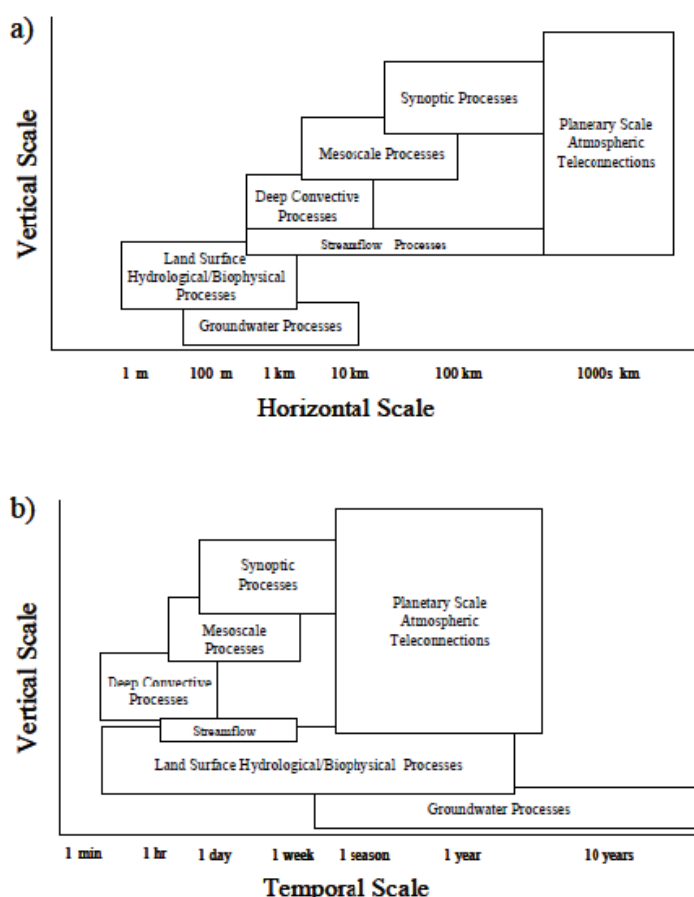 a)
Vertical Scale
Synoptic Processes
Planetary Scale
Atmospheric
Teleconnections
Mesoscale Processes
Deep Convective
Processes
Streamflow Processes
Land Surface
Hydrological/Biophysical
Processes
Groundwater Processes
1 m 100 m 1 km 10 km 100 km 1000s km
Horizontal Scale
b)
Vertical Scale
Synoptic
Processes
Planetary Scale
Atmospheric
Teleconnections
Mesoscale
Processes
Deep Convective
Processes
Streamflow
Land Surface Hydrological/Biophysical Processes
Groundwater Processes
1 min 1 hr 1 day 1 week 1 season 1 year 10 years
Temporal Scale